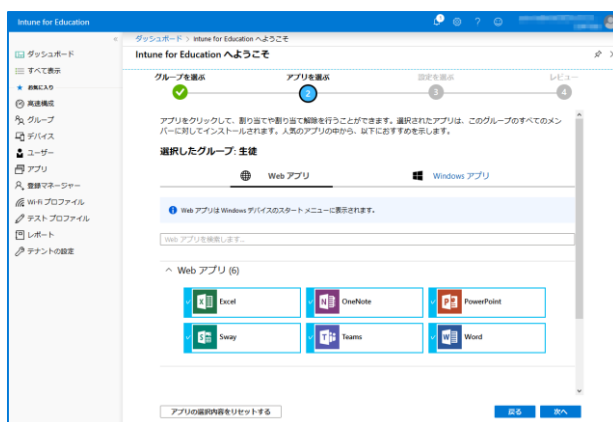 Intune for Education
ダッシュボード > Intune for Education へようこそ
Intune for Education へようこそ
ダッシュボード
すべて表示
お気に入り
高速構成
グループ
デバイス
ユーザー
アプリ
登録マネージャー
Wi-Fi プロファイル
テスト プロファイル
レポート
テナントの設定
グループを選ぶ
アプリを選ぶ
設定を選ぶ
レビュー
2
3
4
アプリをクリックして、割り当てや割り当て解除を行うことができます。選択されたアプリは、このグループのすべてのメン
バーに対してインストールされます。人気のアプリの中から、以下におすすめを示します。
選択したグループ: 生徒
Web アプリ
Windows アプリ
Web アプリは Windows デバイスのスタート メニューに表示されます。
Web アプリを検索します...
Web アプリ (6)
Excel
OneNote
PowerPoint
Sway
Teams
Word
アプリの選択内容をリセットする
戻る
次へ